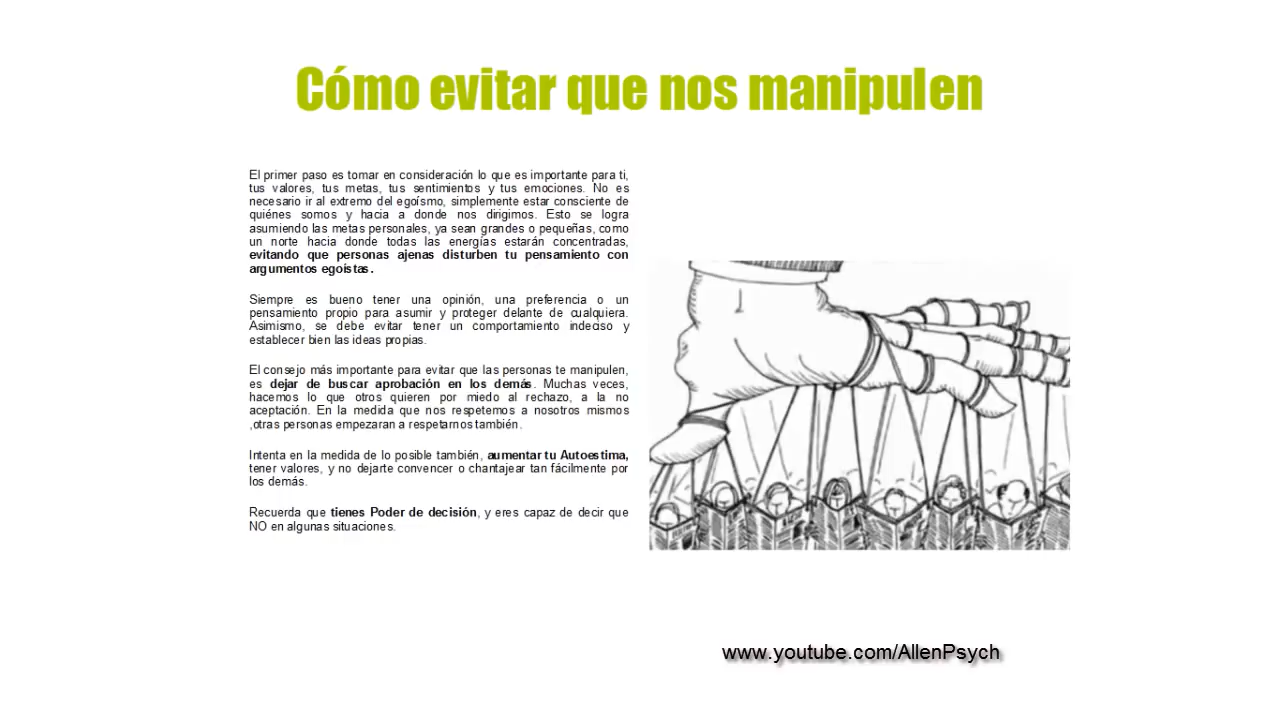 Cómo evitar que nos manipulen
El primer paso es tomar en consideración lo que es importante para ti,
tus valores, tus metas, tus sentimientos y tus emociones. No es
necesario ir al extremo del egoísmo, simplemente estar consciente de
quiénes somos y hacia a donde nos dirigimos. Esto se logra
asumiendo las metas personales, ya sean grandes o pequeñas, como
un norte hacia donde todas las energías estarán concentradas,
evitando que personas ajenas disturben tu pensamiento con
argumentos egoistas.
Siempre es bueno tener una opinión, una preferencia o un
pensamiento propio para asumir y proteger delante de cualquiera.
Asimismo, se debe evitar tener un comportamiento indeciso y
establecer bien las ideas propias.
El consejo más importante para evitar que las personas te manipulen,
es dejar de buscar aprobación en los demás. Muchas veces,
hacemos lo que otros quieren por miedo al rechazo, a la no
aceptación. En la medida que nos respetemos a nosotros mismos
,otras personas empezaran a respetarnos también.
Intenta en la medida de lo posible también, aumentar tu Autoestima,
tener valores, y no dejarte convencer o chantajear tan fácilmente por
los demás.
Recuerda que tienes Poder de decisión, y eres capaz de decir que
NO en algunas situaciones.
www.youtube.com/AllenPsych